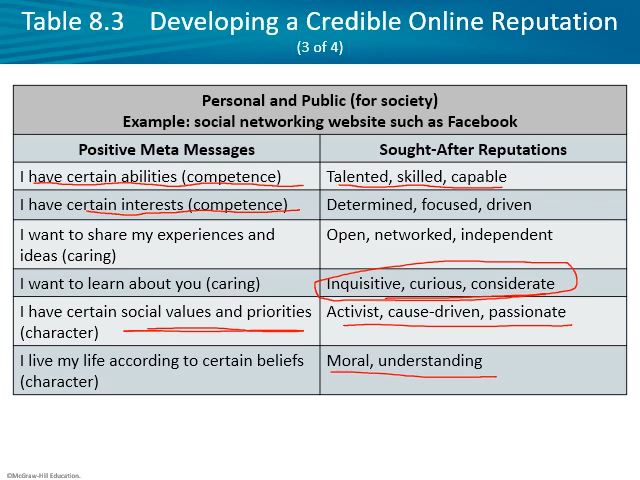 Table 8.3 Developing a Credible Online Reputation
(3 of 4)
Personal and Public (for society)
Example: social networking website such as Facebook
Positive Meta Messages Sought-After Reputations
I have certain abilities (competence) Talented, skilled, capable
I have certain interests (competence) Determined, focused, driven
I want to share my experiences and Open, networked, independent
ideas (caring)
I want to learn about you (caring) Inquisitive, curious, considerate
I have certain social values and priorities Activist, cause-driven, passionate
(character)
I live my life according to certain beliefs Moral, understanding
(character)
©McGraw-Hill Education.